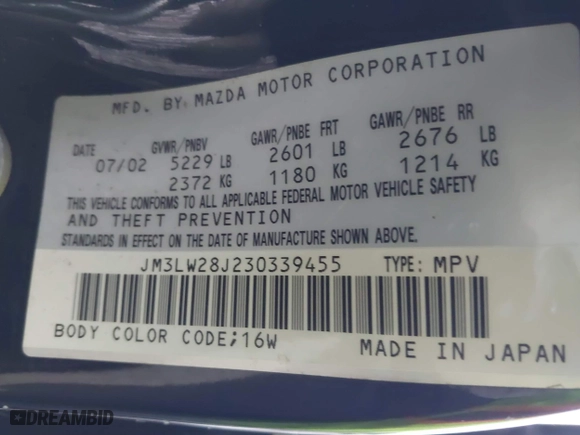 MFD. BY MAZDA MOTOR CORPORATION
DATE GVWR/PNBV GAWR/PNBE FRT GAWR/PNBE RR
07/02 5229 LB 2601 LB 2676 LB
2372 KG 1180 KG 1214 KG
THIS VEHICLE CONFORMS TO ALL APPLICABLE FEDERAL MOTOR VEHICLE SAFETY
AND THEFT PREVENTION
STANDARDS IN EFFECT ON THE DATE OF MANUFACTURE SHOWN ABOVE.
JM3LW28J230339455 TYPE: MPV
BODY COLOR CODE;16W MADE IN JAPAN
DREAMBID